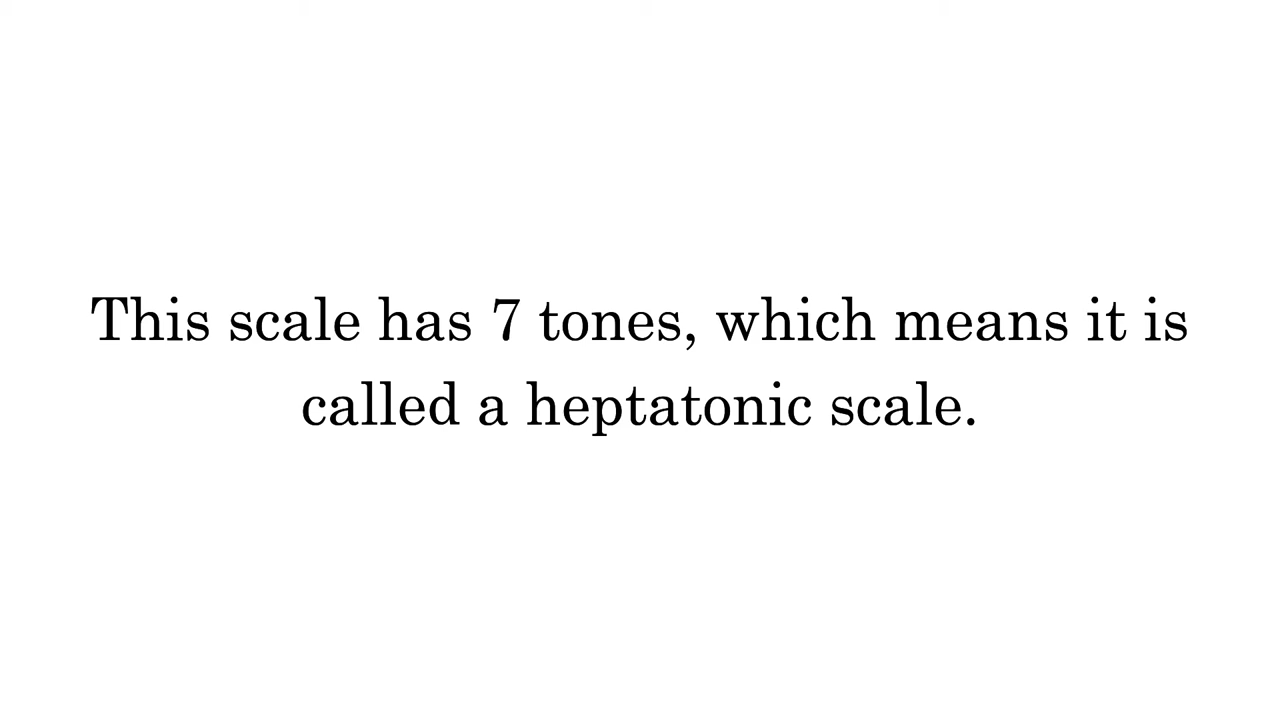 This scale has 7 tones, which means it is
called a heptatonic scale.